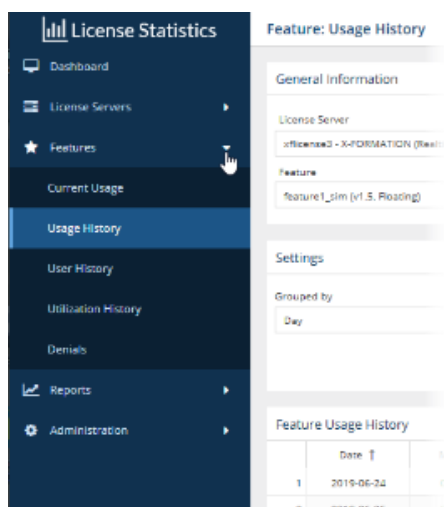 License Statistics
Dashboard
License Servers
Features
Current Usage
Usage History
User History
Utilization History
Denials
Reports
Administration
Feature: Usage History
General Information
License Server
xflicense3 - X-FORMATION
Feature
feature1_sim (v1.5, Floating)
Settings
Grouped by
Day
Feature Usage History
Date ↑
1 2019-06-24